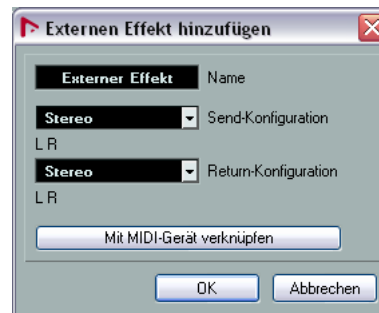 Externen Effekt hinzufügen
Externer Effekt Name
Stereo Send-Konfiguration
L R
Stereo Return-Konfiguration
L R
Mit MIDI-Gerät verknüpfen
OK Abbrechen